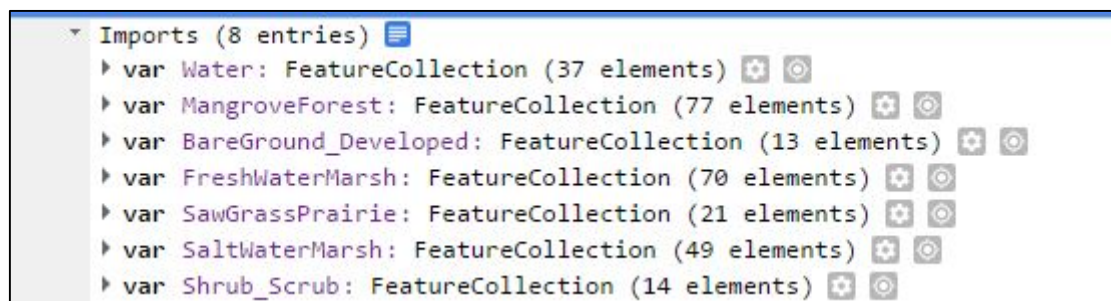 Imports (8 entries)
var Water: FeatureCollection (37 elements)
var MangroveForest: FeatureCollection (77 elements)
var BareGround_Developed: FeatureCollection (13 elements)
var FreshWaterMarsh: FeatureCollection (70 elements)
var SawGrassPrairie: FeatureCollection (21 elements)
var SaltWaterMarsh: FeatureCollection (49 elements)
var Shrub_Scrub: FeatureCollection (14 elements)